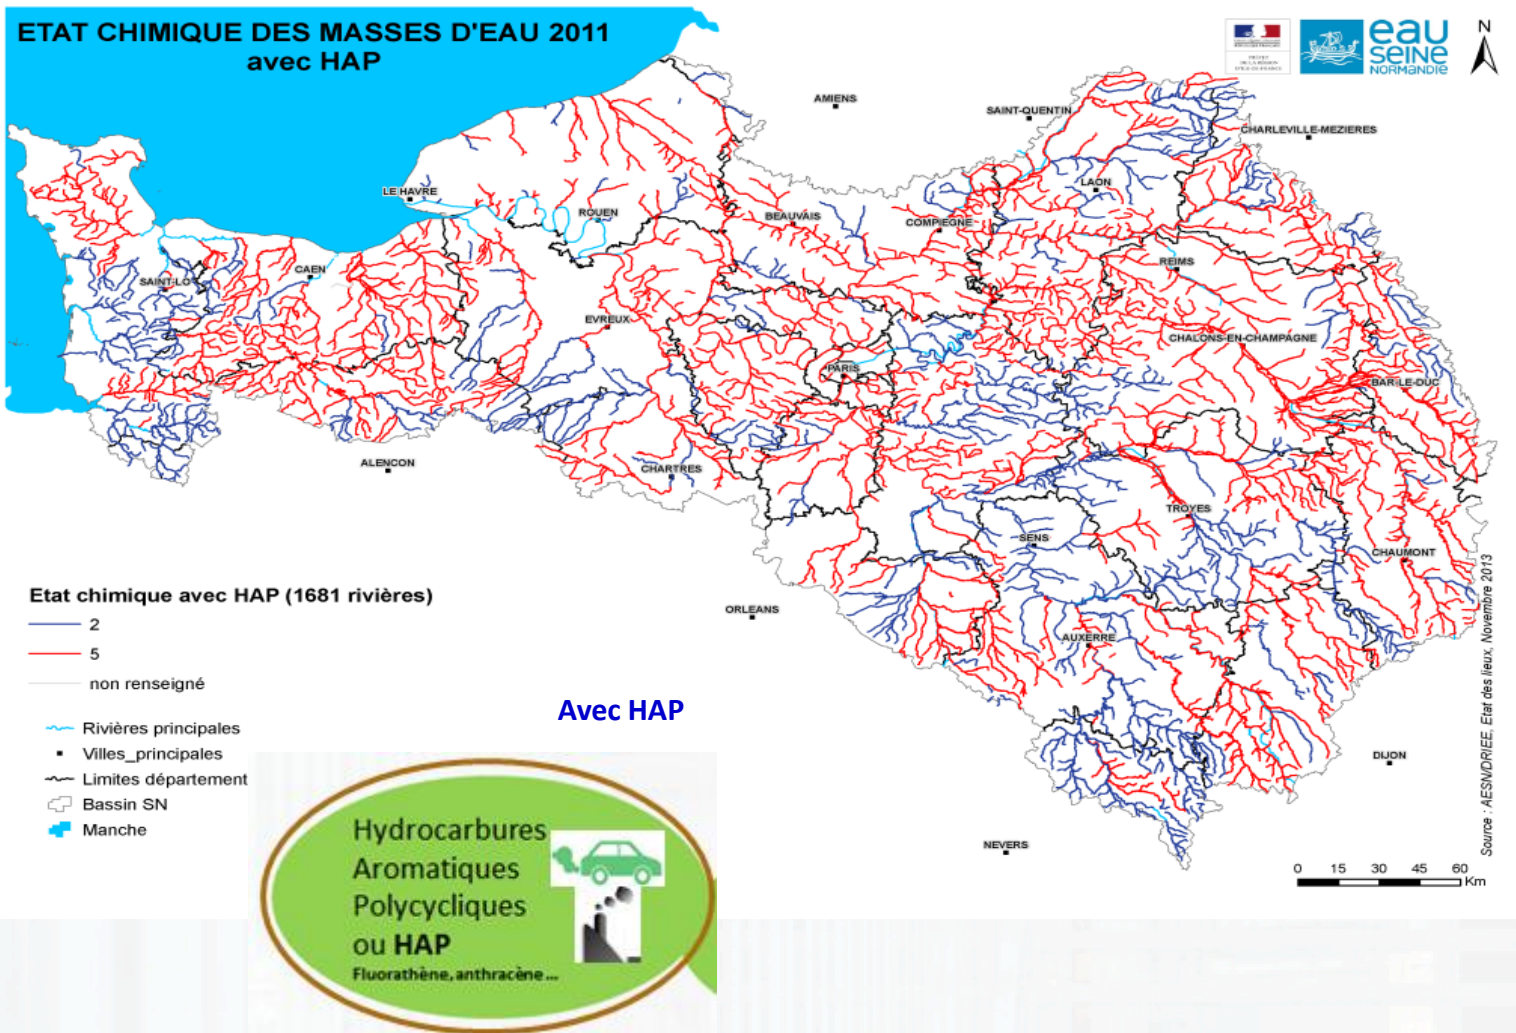 ETAT CHIMIQUE DES MASSES D'EAU 2011
avec HAP
eau
SEINE
NORMANDIE
N
AMIENS
SAINT-QUENTIN
CHARLEVILLE-MEZIERES
LE HAVRE
ROUEN
BEAUVAIS
COMPIEGNE
LAON
REIMS
SAINT-LO
CAEN
EVREUX
PARIS
CHALONS-EN-CHAMPAGNE
BAR-LE-DUC
ALENCON
CHARTRES
TROYES
SENS
CHAUMONT
ORLEANS
AUXERRE
DIJON
NEVERS
Etat chimique avec HAP (1681 rivières)
2
5
non renseigné
Rivières principales
Villes_principales
Limites département
Bassin SN
Manche
Avec HAP
Hydrocarbures
Aromatiques
Polycycliques
ou HAP
Fluorathène, anthracène ...
Source : AESN/DRIEE, Etat des lieux, Novembre 2013
0 15 30 45 60
Km